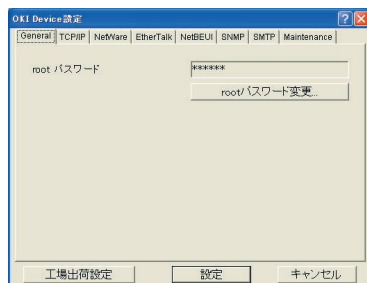 OKI Device設定
General TCP/IP NetWare EtherTalk NetBEUI SNMP SMTP Maintenance
root パスワード ******
rootパスワード変更...
工場出荷設定 設定 キャンセル